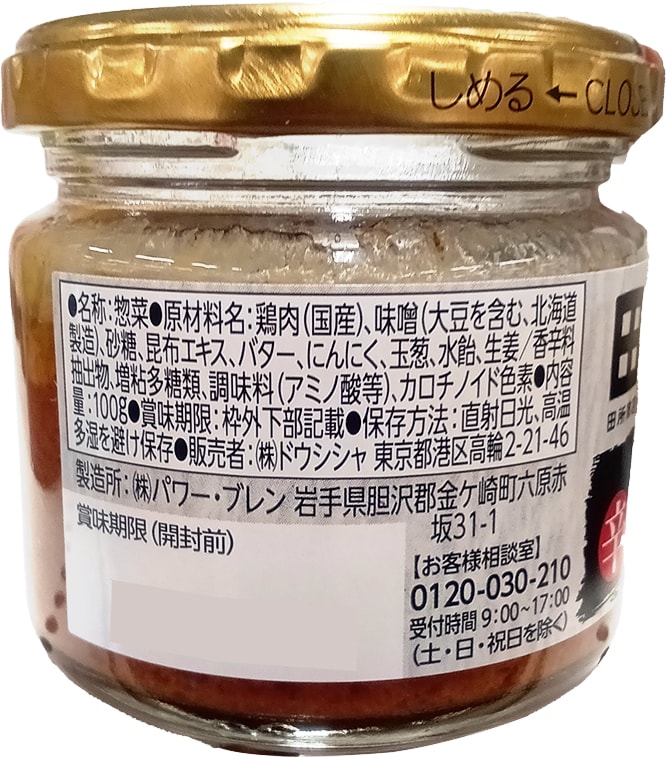 しめる ← CLOSE
●名称:惣菜●原材料名:鶏肉(国産)、味噌(大豆を含む、北海道
製造)、砂糖、昆布エキス、バター、にんにく、玉葱、水飴、生姜/香辛料
抽出物、増粘多糖類、調味料(アミノ酸等)、カロチノイド色素●内容
量:100g●賞味期限:枠外下部記載●保存方法:直射日光、高温
多湿を避け保存●販売者:㈱ドウシシャ 東京都港区高輪2-21-46
製造所:㈱パワー・ブレン 岩手県胆沢郡金ケ崎町六原赤
坂31-1
賞味期限(開封前)
【お客様相談室】
0120-030-210
受付時間 9:00~17:00
(土・日・祝日を除く)
田所
辛